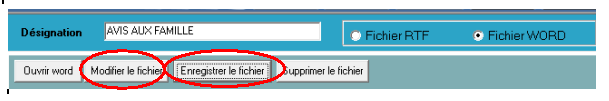 Désignation AVIS AUX FAMILLE Fichier RTF Fichier WORD
Ouvrir word Modifier le fichier Enregistrer le fichier Supprimer le fichier